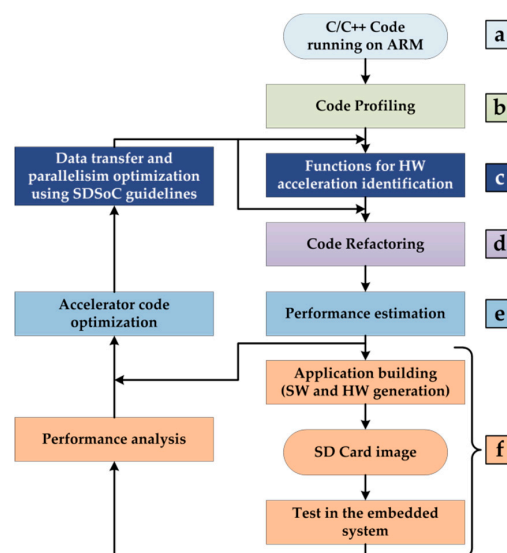 C/C++ Code
running on ARM
a
Code Profiling
b
Data transfer and
parallelisim optimization
using SDSoC guidelines
Functions for HW
acceleration identification
c
Code Refactoring
d
Accelerator code
optimization
Performance estimation
e
Application building
(SW and HW generation)
Performance analysis
SD Card image
f
Test in the embedded
system